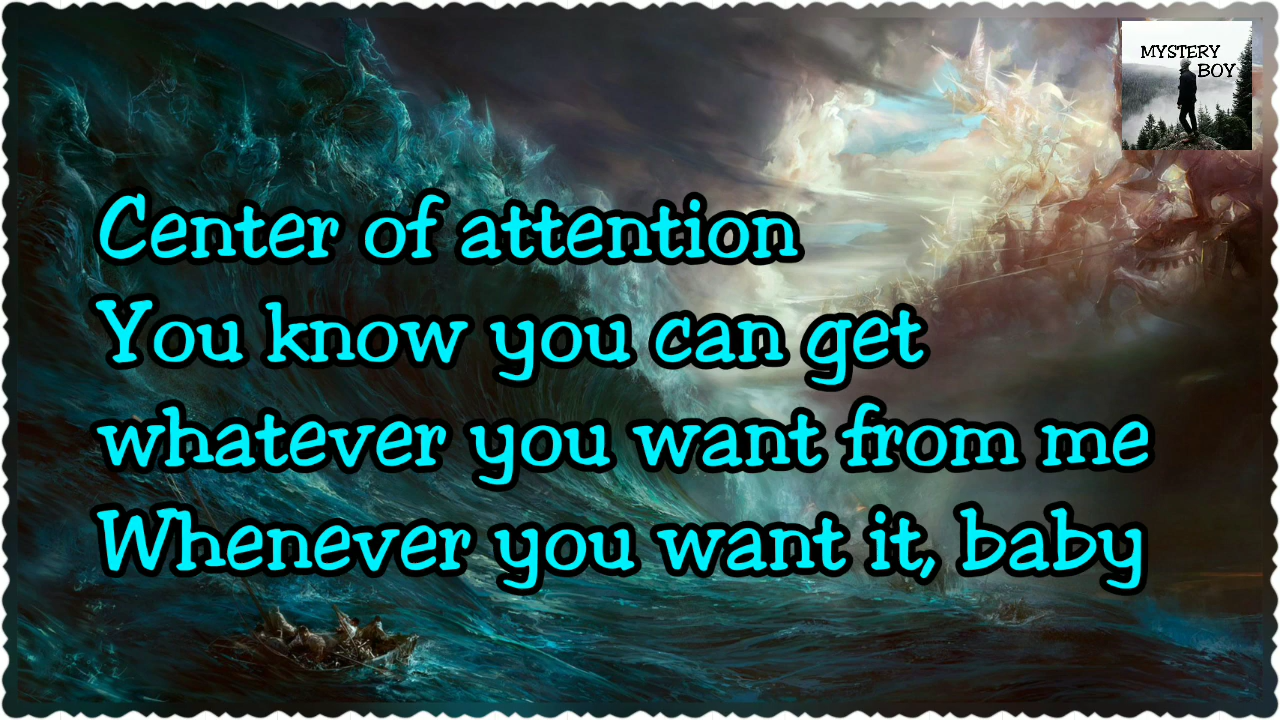 MYSTERY
BOY
Center of attention
You know you can get
whatever you want from me
Whenever you want it, baby